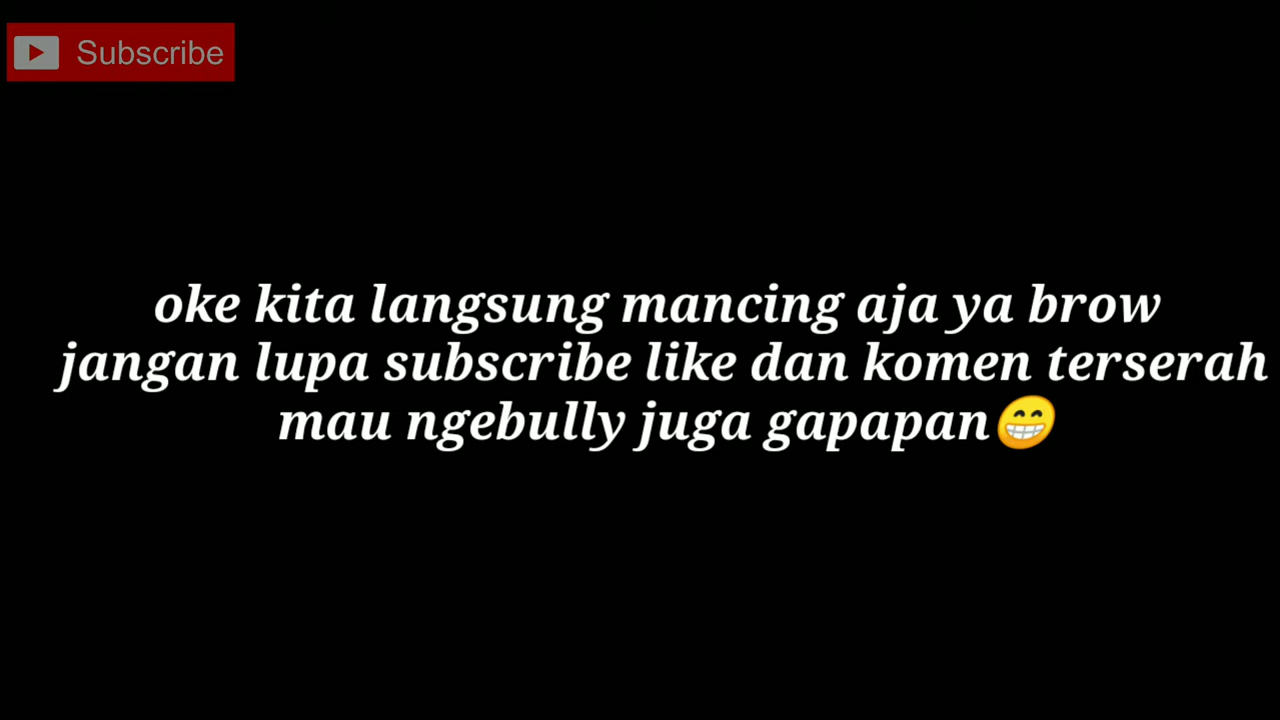 Subscribe
oke kita langsung mancing aja ya brow
jangan lupa subscribe like dan komen terserah
mau ngebully juga gapapan😁